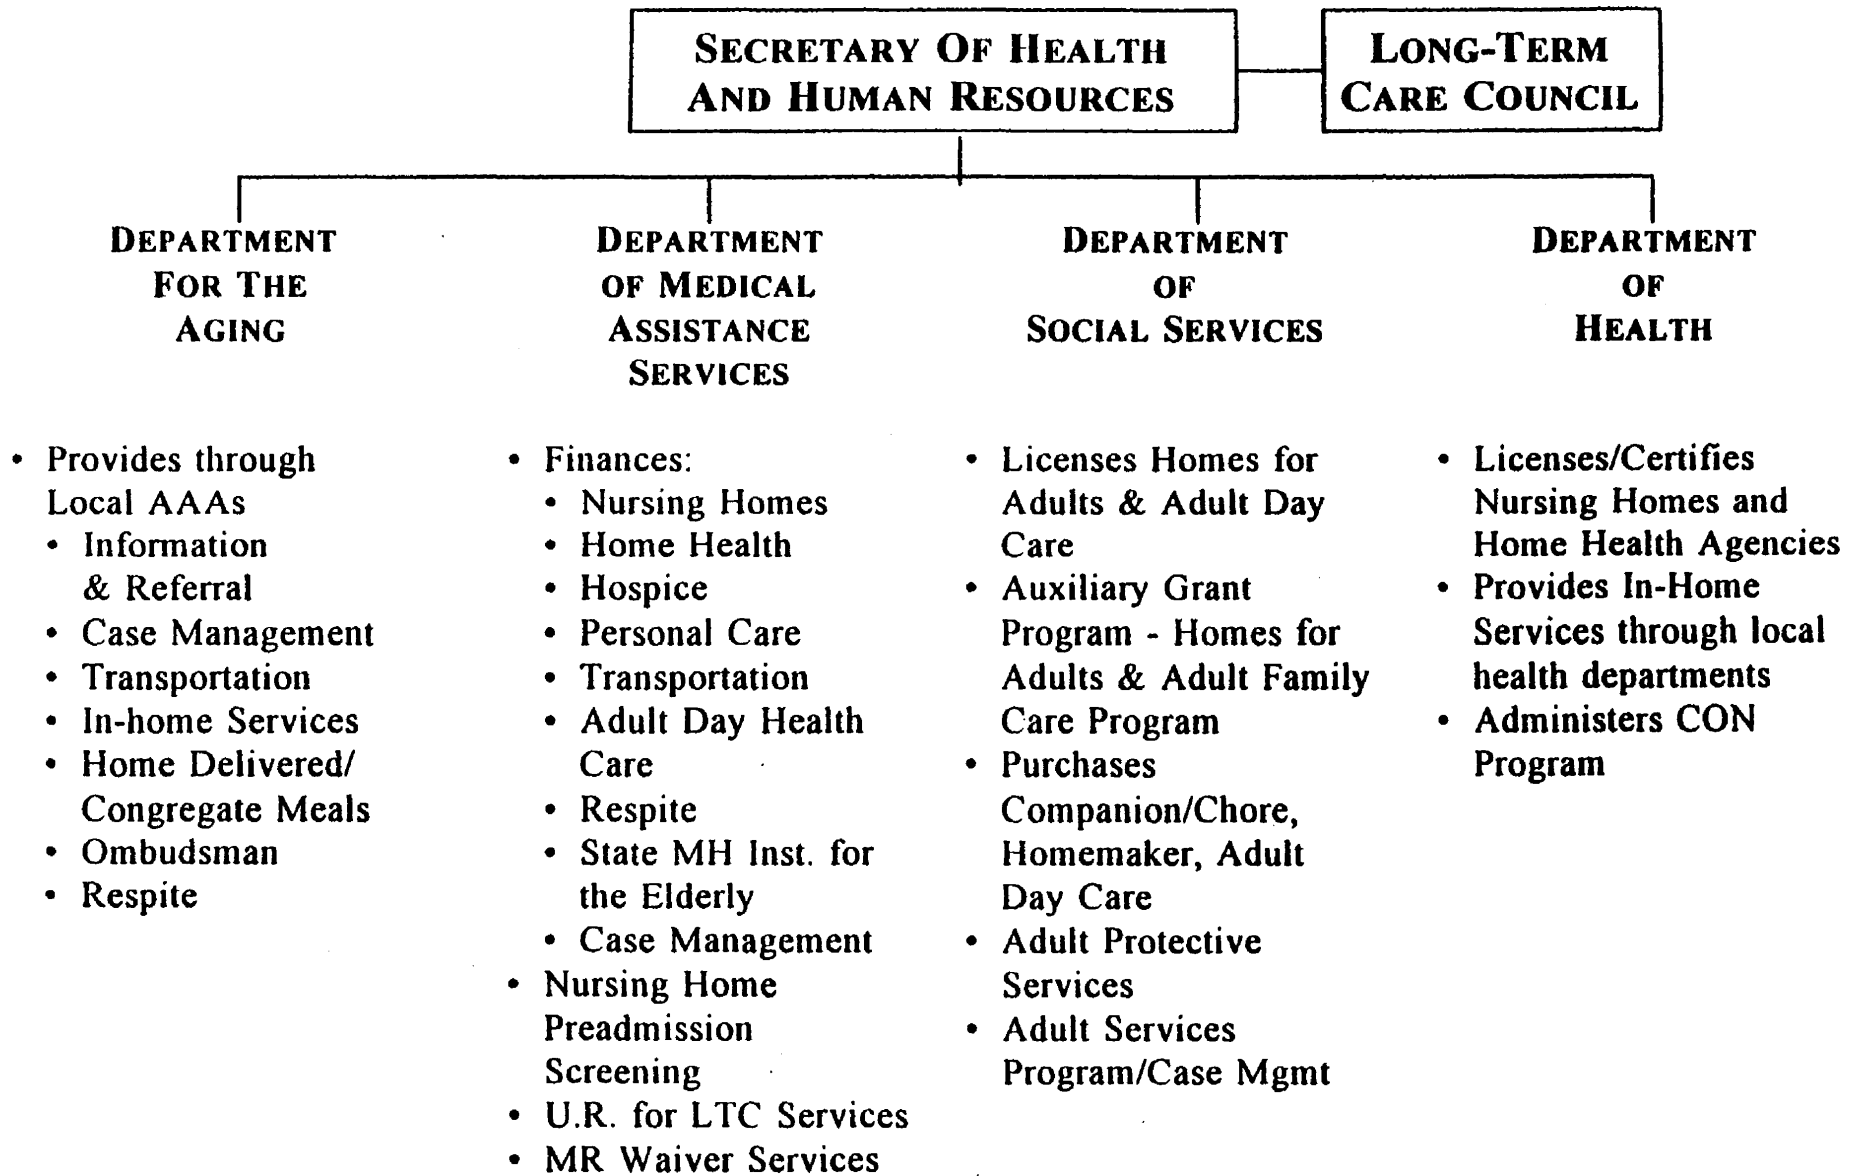 SECRETARY OF HEALTH
AND HUMAN RESOURCES
LONG-TERM
CARE COUNCIL
DEPARTMENT
FOR THE
AGING
• Provides through
Local AAAs
• Information
& Referral
• Case Management
• Transportation
• In-home Services
• Home Delivered/
Congregate Meals
• Ombudsman
• Respite
DEPARTMENT
OF MEDICAL
ASSISTANCE
SERVICES
• Finances:
• Nursing Homes
• Home Health
• Hospice
• Personal Care
• Transportation
• Adult Day Health
Care
• Respite
• State MH Inst. for
the Elderly
• Case Management
• Nursing Home
Preadmission
Screening
• U.R. for LTC Services
• MR Waiver Services
DEPARTMENT
OF
SOCIAL SERVICES
• Licenses Homes for
Adults & Adult Day
Care
• Auxiliary Grant
Program - Homes for
Adults & Adult Family
Care Program
• Purchases
Companion/Chore,
Homemaker, Adult
Day Care
• Adult Protective
Services
• Adult Services
Program/Case Mgmt
DEPARTMENT
OF
HEALTH
• Licenses/Certifies
Nursing Homes and
Home Health Agencies
• Provides In-Home
Services through local
health departments
• Administers CON
Program